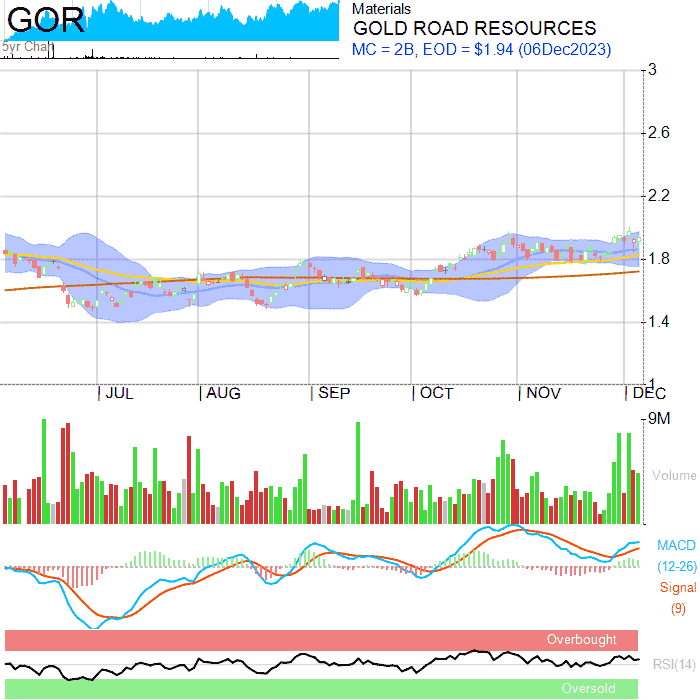 GOR
5yr Chart
Materials
GOLD ROAD RESOURCES
MC = 2B, EOD = $1.94 (06Dec2023)
3
2.6
2.2
1.8
1.4
1
JUL AUG SEP OCT NOV DEC
9M
Volume
MACD
(12-26)
Signal
(9)
Overbought
RSI(14)
Oversold